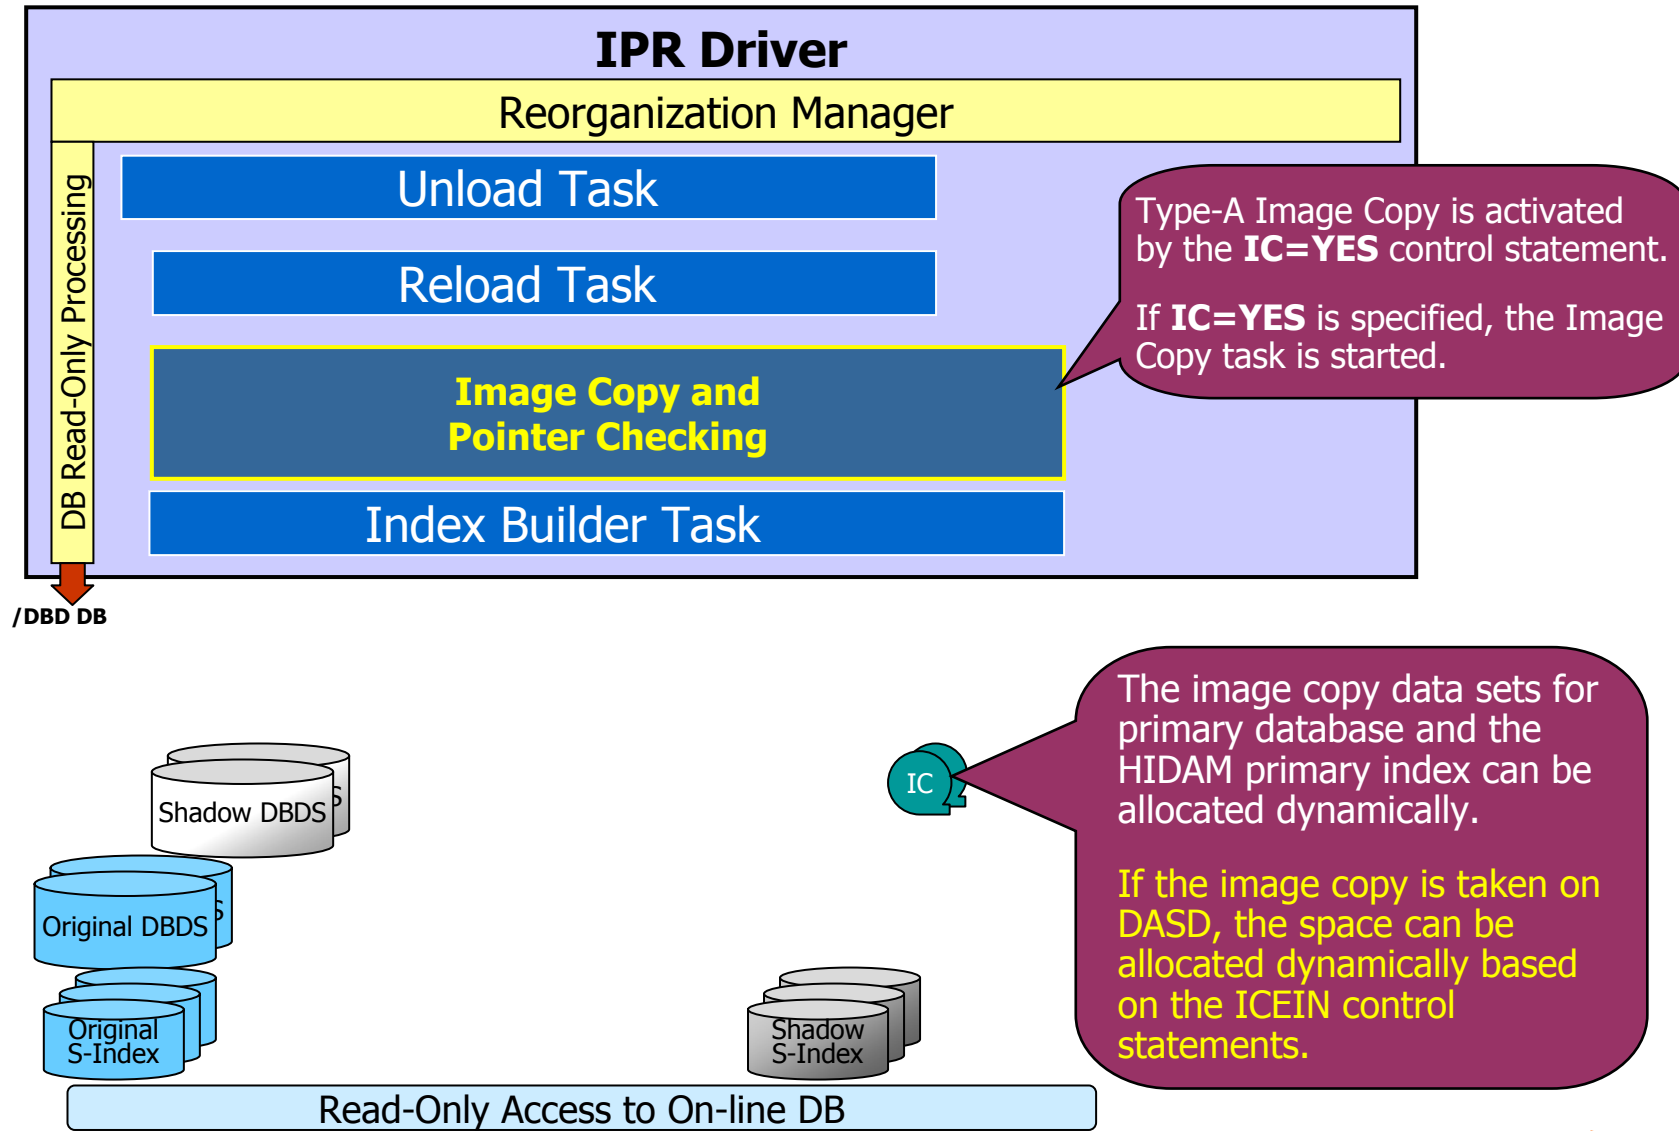 IPR Driver
Reorganization Manager
DB Read-Only Processing
Unload Task
Reload Task
Image Copy and
Pointer Checking
Index Builder Task
Type-A Image Copy is activated
by the IC=YES control statement.
If IC=YES is specified, the Image
Copy task is started.
/DBD DB
Shadow DBDS
S
Original DBDS
S
Original
S-Index
IC
Shadow
S-Index
The image copy data sets for
primary database and the
HIDAM primary index can be
allocated dynamically.
If the image copy is taken on
DASD, the space can be
allocated dynamically based
on the ICEIN control
statements.
Read-Only Access to On-line DB